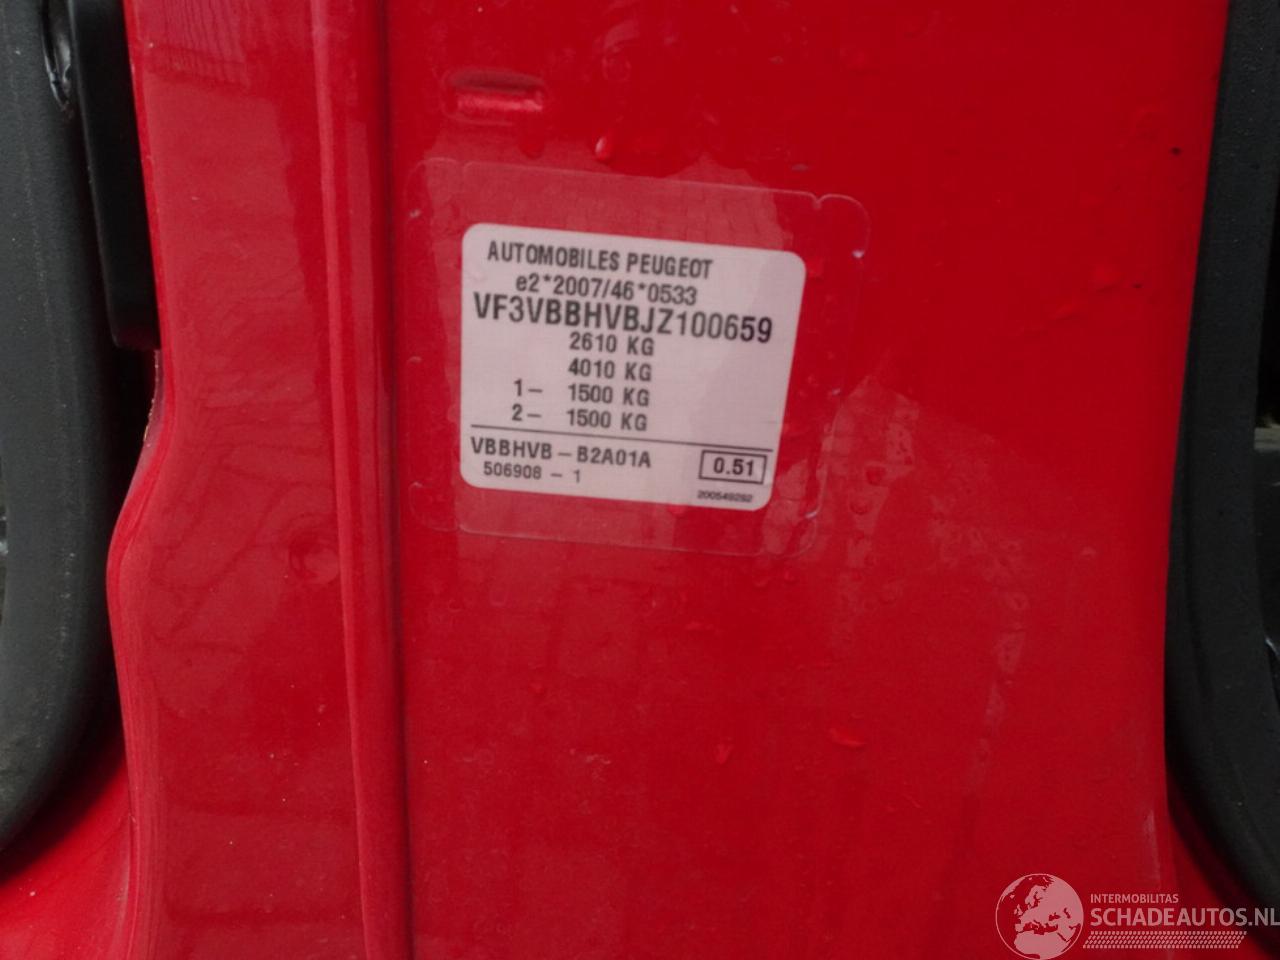 AUTOMOBILES PEUGEOT
e2*2007/46*0533
VF3VBBHVBJZ100659
2610 KG
4010 KG
1- 1500 KG
2- 1500 KG
VBBHVB-B2A01A 0.51
506908 - 1 200549292
INTERMOBILITAS
SCHADEAUTOS.NL